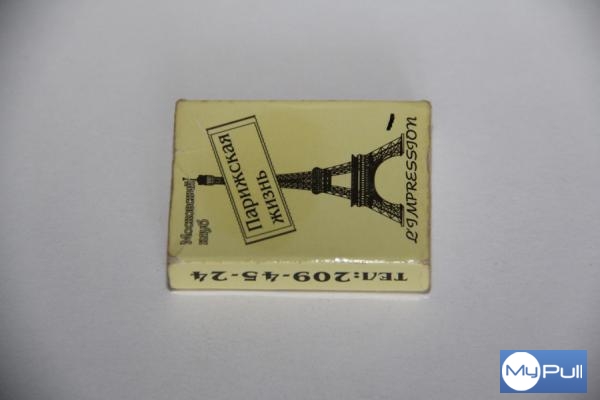 Московский
клуб
Парижская
жизнь
L'IMPRESSION
ТЕЛ:209-45-24
MyPull